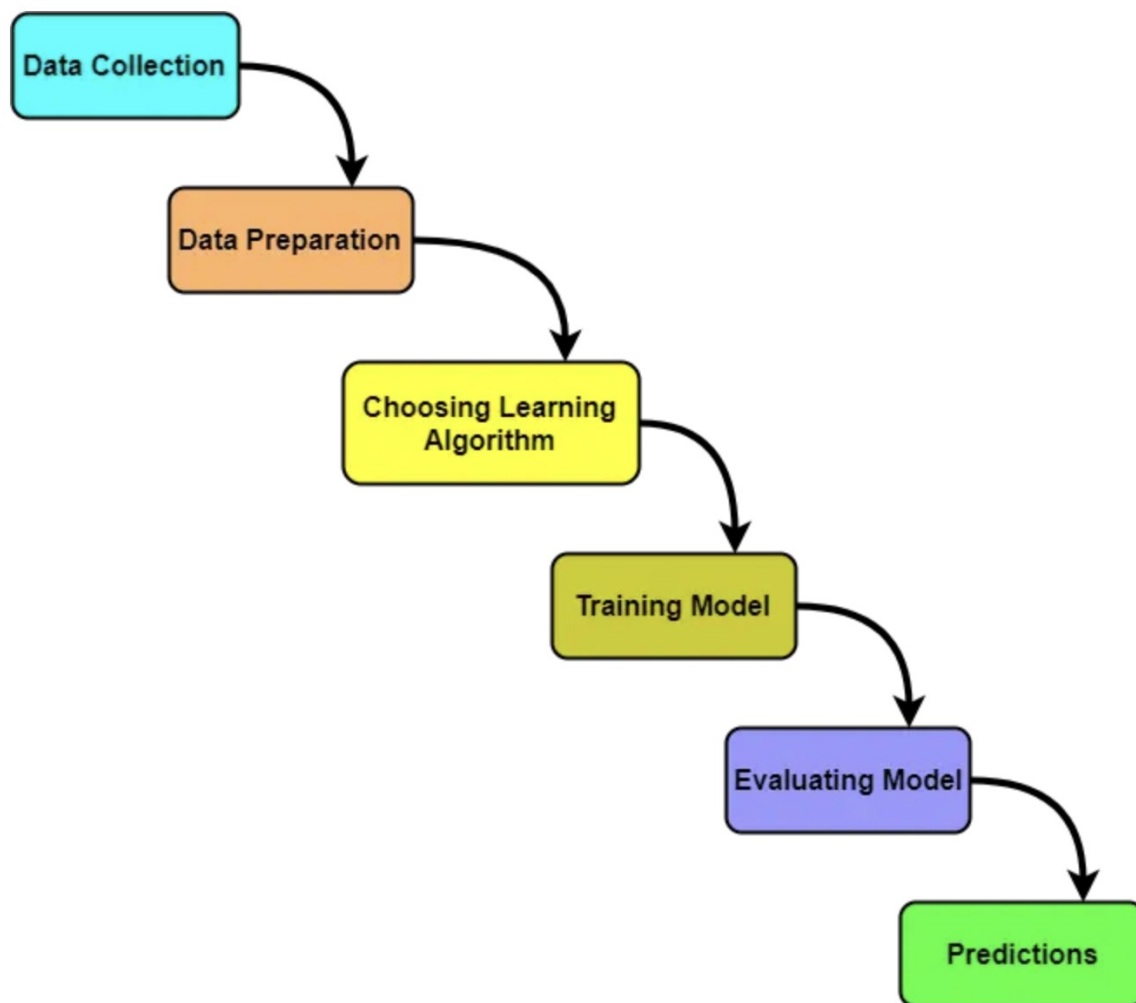 Data Collection
Data Preparation
Choosing Learning
Algorithm
Training Model
Evaluating Model
Predictions